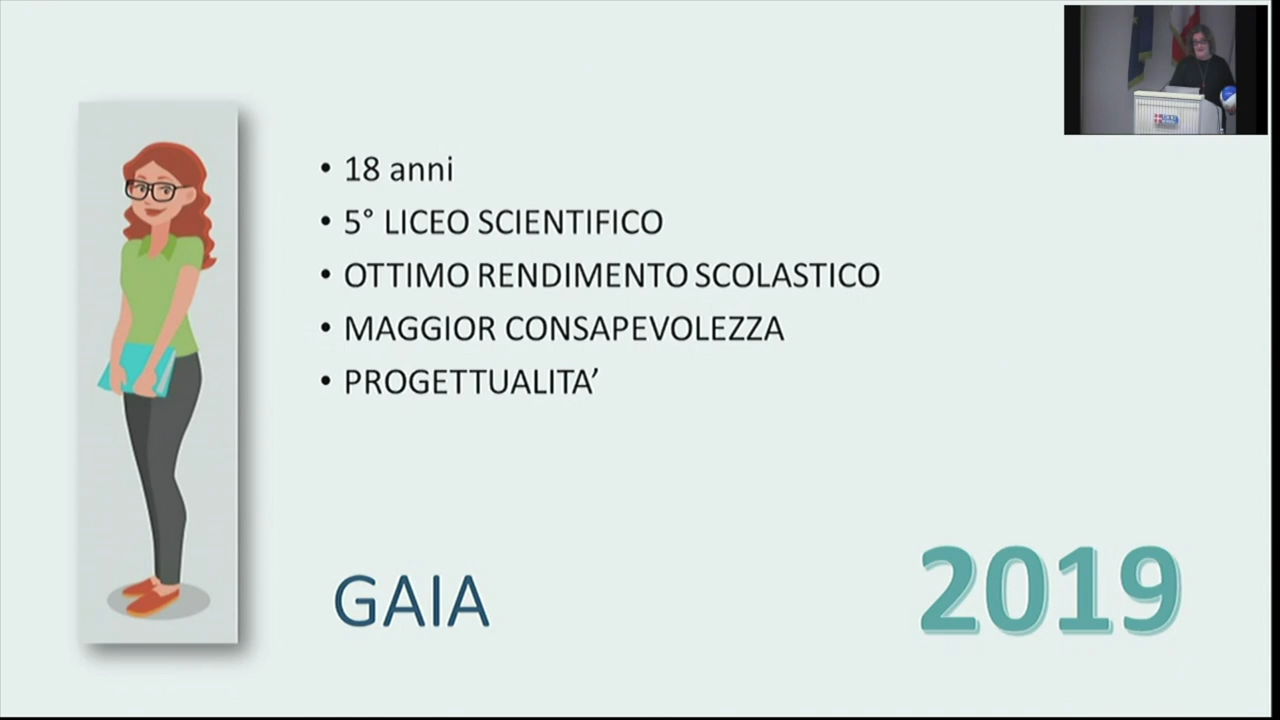 18 anni
5° LICEO SCIENTIFICO
OTTIMO RENDIMENTO SCOLASTICO
MAGGIOR CONSAPEVOLEZZA
PROGETTUALITA’
GAIA
2019